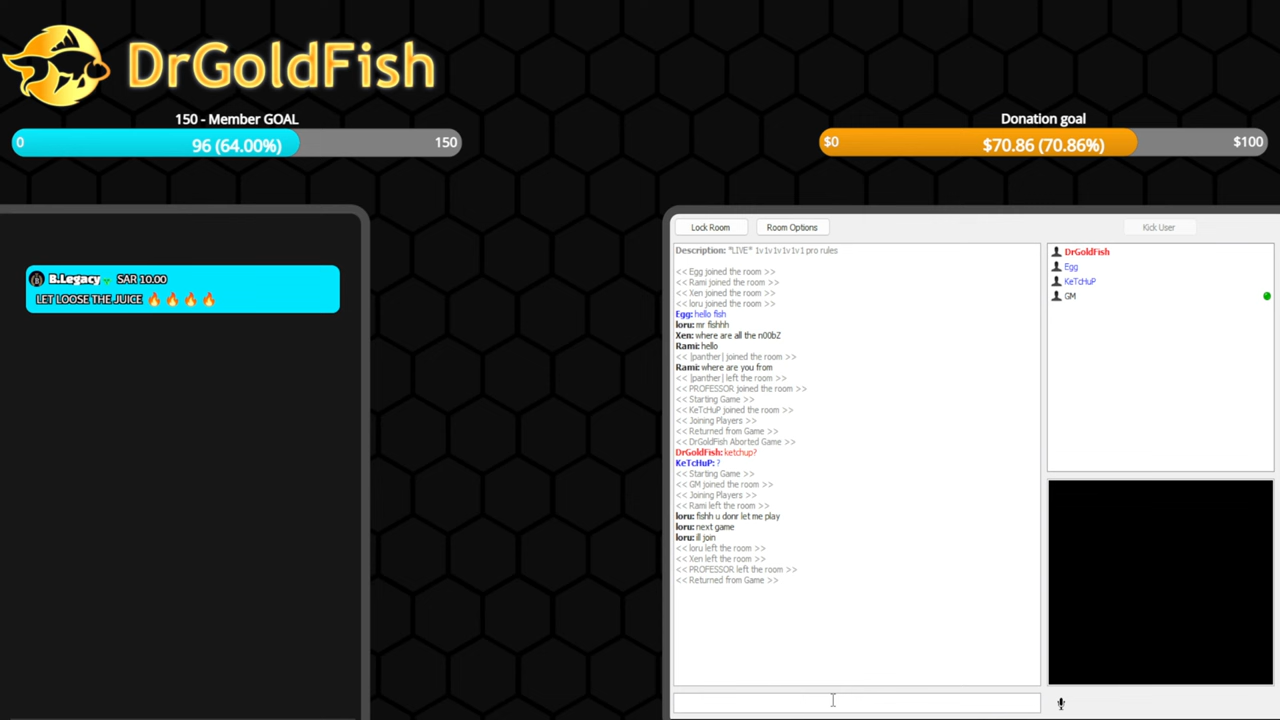 DrGoldFish
150 - Member GOAL
0 96 (64.00%) 150
Donation goal
$0 $70.86 (70.86%) $100
B.Legacy SAR 10.00
LET LOOSE THE JUICE 🔥 🔥 🔥 🔥
Lock Room Room Options Kick User
Description: "LIVE" 1v1v1v1v1v1 pro rules
<< Egg joined the room >>
<< Rami joined the room >>
<< Xen joined the room >>
<< loru joined the room >>
Egg: hello fish
loru: mr fishhh
Xen: where are all the n00bZ
Rami: hello
<< |panther| joined the room >>
Rami: where are you from
<< |panther| left the room >>
<< PROFESSOR joined the room >>
<< Starting Game >>
<< KeTcHuP joined the room >>
<< Joining Players >>
<< Returned from Game >>
<< DrGoldFish Aborted Game >>
DrGoldFish: ketchup?
KeTcHuP: ?
<< Starting Game >>
<< GM joined the room >>
<< Joining Players >>
<< Rami left the room >>
loru: fishh u donr let me play
loru: next game
loru: ill join
<< loru left the room >>
<< Xen left the room >>
<< PROFESSOR left the room >>
<< Returned from Game >>
DrGoldFish
Egg
KeTcHuP
GM